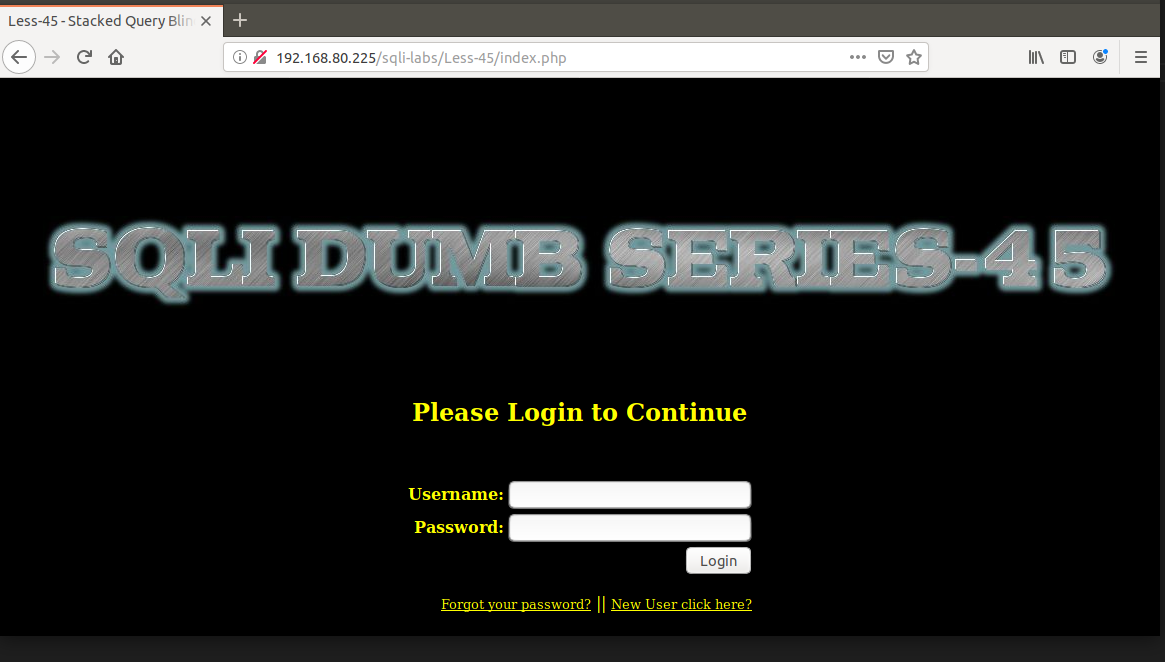 Less-45 - Stacked Query Blin
192.168.80.225/sqli-labs/Less-45/index.php
SQLI DUMB SERIES-45
Please Login to Continue
Username:
Password:
Login
Forgot your password? || New User click here?